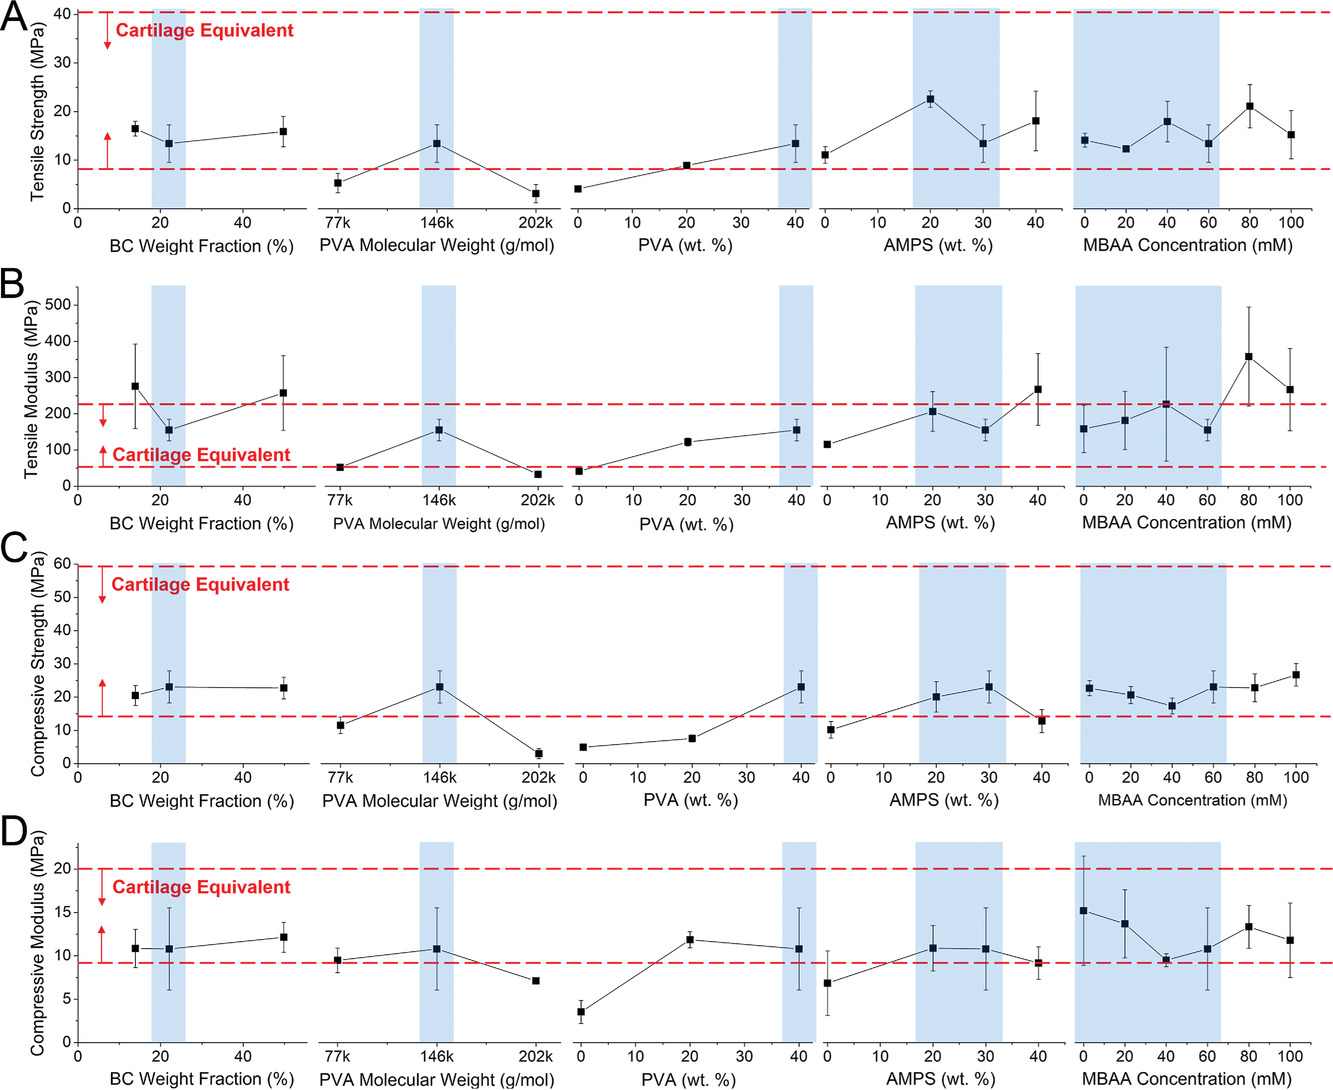 A
Tensile Strength (MPa)
40
30
20
10
0
Cartilage Equivalent
0 20 40
77k 146k 202k
0 10 20 30 40
0 10 20 30 40
0 20 40 60 80 100
BC Weight Fraction (%)
PVA Molecular Weight (g/mol)
PVA (wt. %)
AMPS (wt. %)
MBAA Concentration (mM)
B
Tensile Modulus (MPa)
500
400
300
200
100
0
Cartilage Equivalent
0 20 40
77k 146k 202k
0 10 20 30 40
0 10 20 30 40
0 20 40 60 80 100
BC Weight Fraction (%)
PVA Molecular Weight (g/mol)
PVA (wt. %)
AMPS (wt. %)
MBAA Concentration (mM)
C
Compressive Strength (MPa)
60
50
40
30
20
10
0
Cartilage Equivalent
0 20 40
77k 146k 202k
0 10 20 30 40
0 10 20 30 40
0 20 40 60 80 100
BC Weight Fraction (%)
PVA Molecular Weight (g/mol)
PVA (wt. %)
AMPS (wt. %)
MBAA Concentration (mM)
D
Compressive Modulus (MPa)
20
15
10
5
0
Cartilage Equivalent
0 20 40
77k 146k 202k
0 10 20 30 40
0 10 20 30 40
0 20 40 60 80 100
BC Weight Fraction (%)
PVA Molecular Weight (g/mol)
PVA (wt. %)
AMPS (wt. %)
MBAA Concentration (mM)